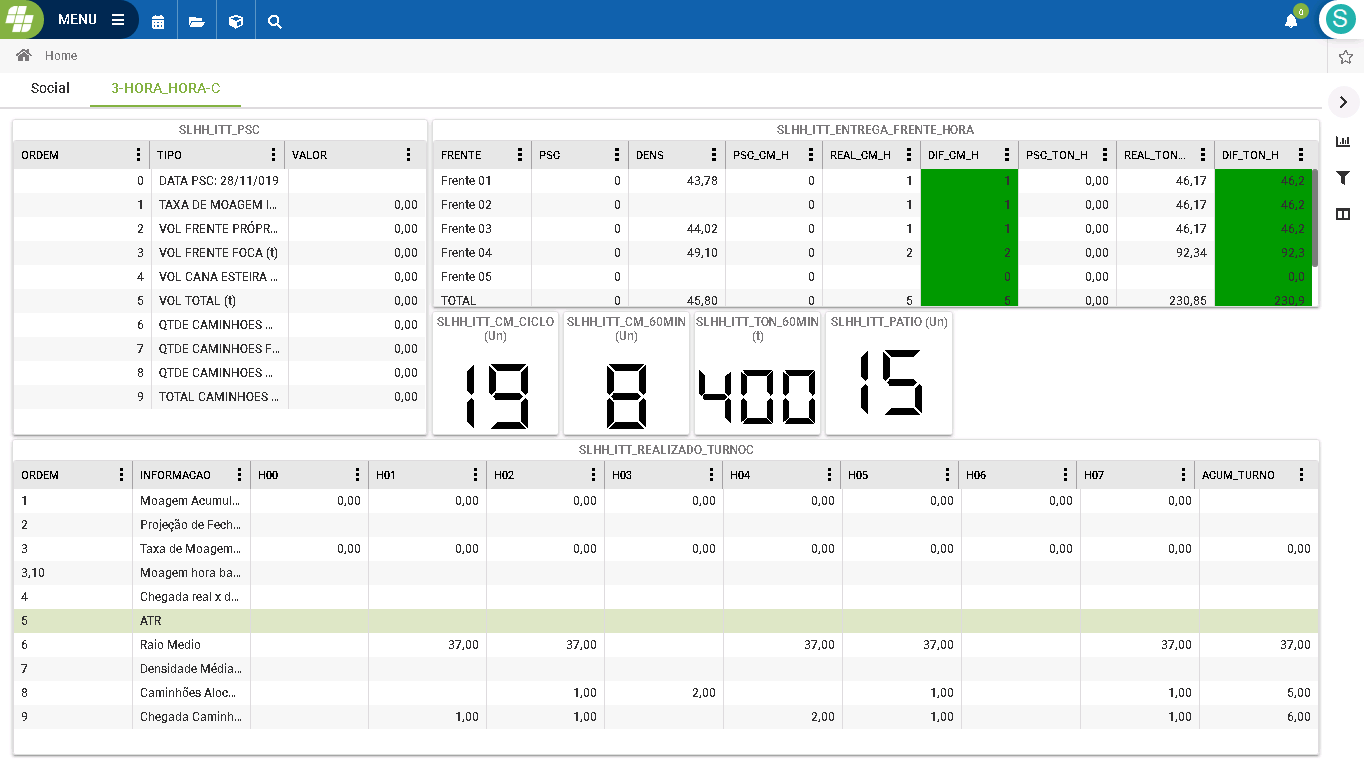 MENU
0
S
Home
Social 3-HORA_HORA-C
SLHH_ITT_PSC
ORDEM TIPO VALOR
0 DATA PSC: 28/11/019
1 TAXA DE MOAGEM I... 0,00
2 VOL FRENTE PRÓPR... 0,00
3 VOL FRENTE FOCA (t) 0,00
4 VOL CANA ESTEIRA ... 0,00
5 VOL TOTAL (t) 0,00
6 QTDE CAMINHOES ... 0,00
7 QTDE CAMINHOES F... 0,00
8 QTDE CAMINHOES ... 0,00
9 TOTAL CAMINHOES ... 0,00
SLHH_ITT_ENTREGA_FRENTE_HORA
FRENTE PSC DENS PSC_CM_H REAL_CM_H DIF_CM_H PSC_TON_H REAL_TON... DIF_TON_H
Frente 01 0 43,78 0 1 1 0,00 46,17 46,2
Frente 02 0 0 1 1 0,00 46,17 46,2
Frente 03 0 44,02 0 1 1 0,00 46,17 46,2
Frente 04 0 49,10 0 2 2 0,00 92,34 92,3
Frente 05 0 0 0 0,00 0,0
TOTAL 0 45,80 0 5 5 0,00 230,85 230,9
SLHH_ITT_CM_CICLO
(Un)
19
SLHH_ITT_CM_60MIN
(Un)
8
SLHH_ITT_TON_60MIN
(t)
400
SLHH_ITT_PATIO (Un)
15
SLHH_ITT_REALIZADO_TURNOC
ORDEM INFORMACAO H00 H01 H02 H03 H04 H05 H06 H07 ACUM_TURNO
1 Moagem Acumul... 0,00 0,00 0,00 0,00 0,00 0,00 0,00 0,00
2 Projeção de Fech...
3 Taxa de Moagem... 0,00 0,00 0,00 0,00 0,00 0,00 0,00 0,00 0,00
3,10 Moagem hora ba...
4 Chegada real x d...
5 ATR
6 Raio Medio 37,00 37,00 37,00 37,00 37,00 37,00
7 Densidade Média...
8 Caminhões Aloc... 1,00 2,00 1,00 1,00 5,00
9 Chegada Caminh... 1,00 1,00 2,00 1,00 1,00 6,00